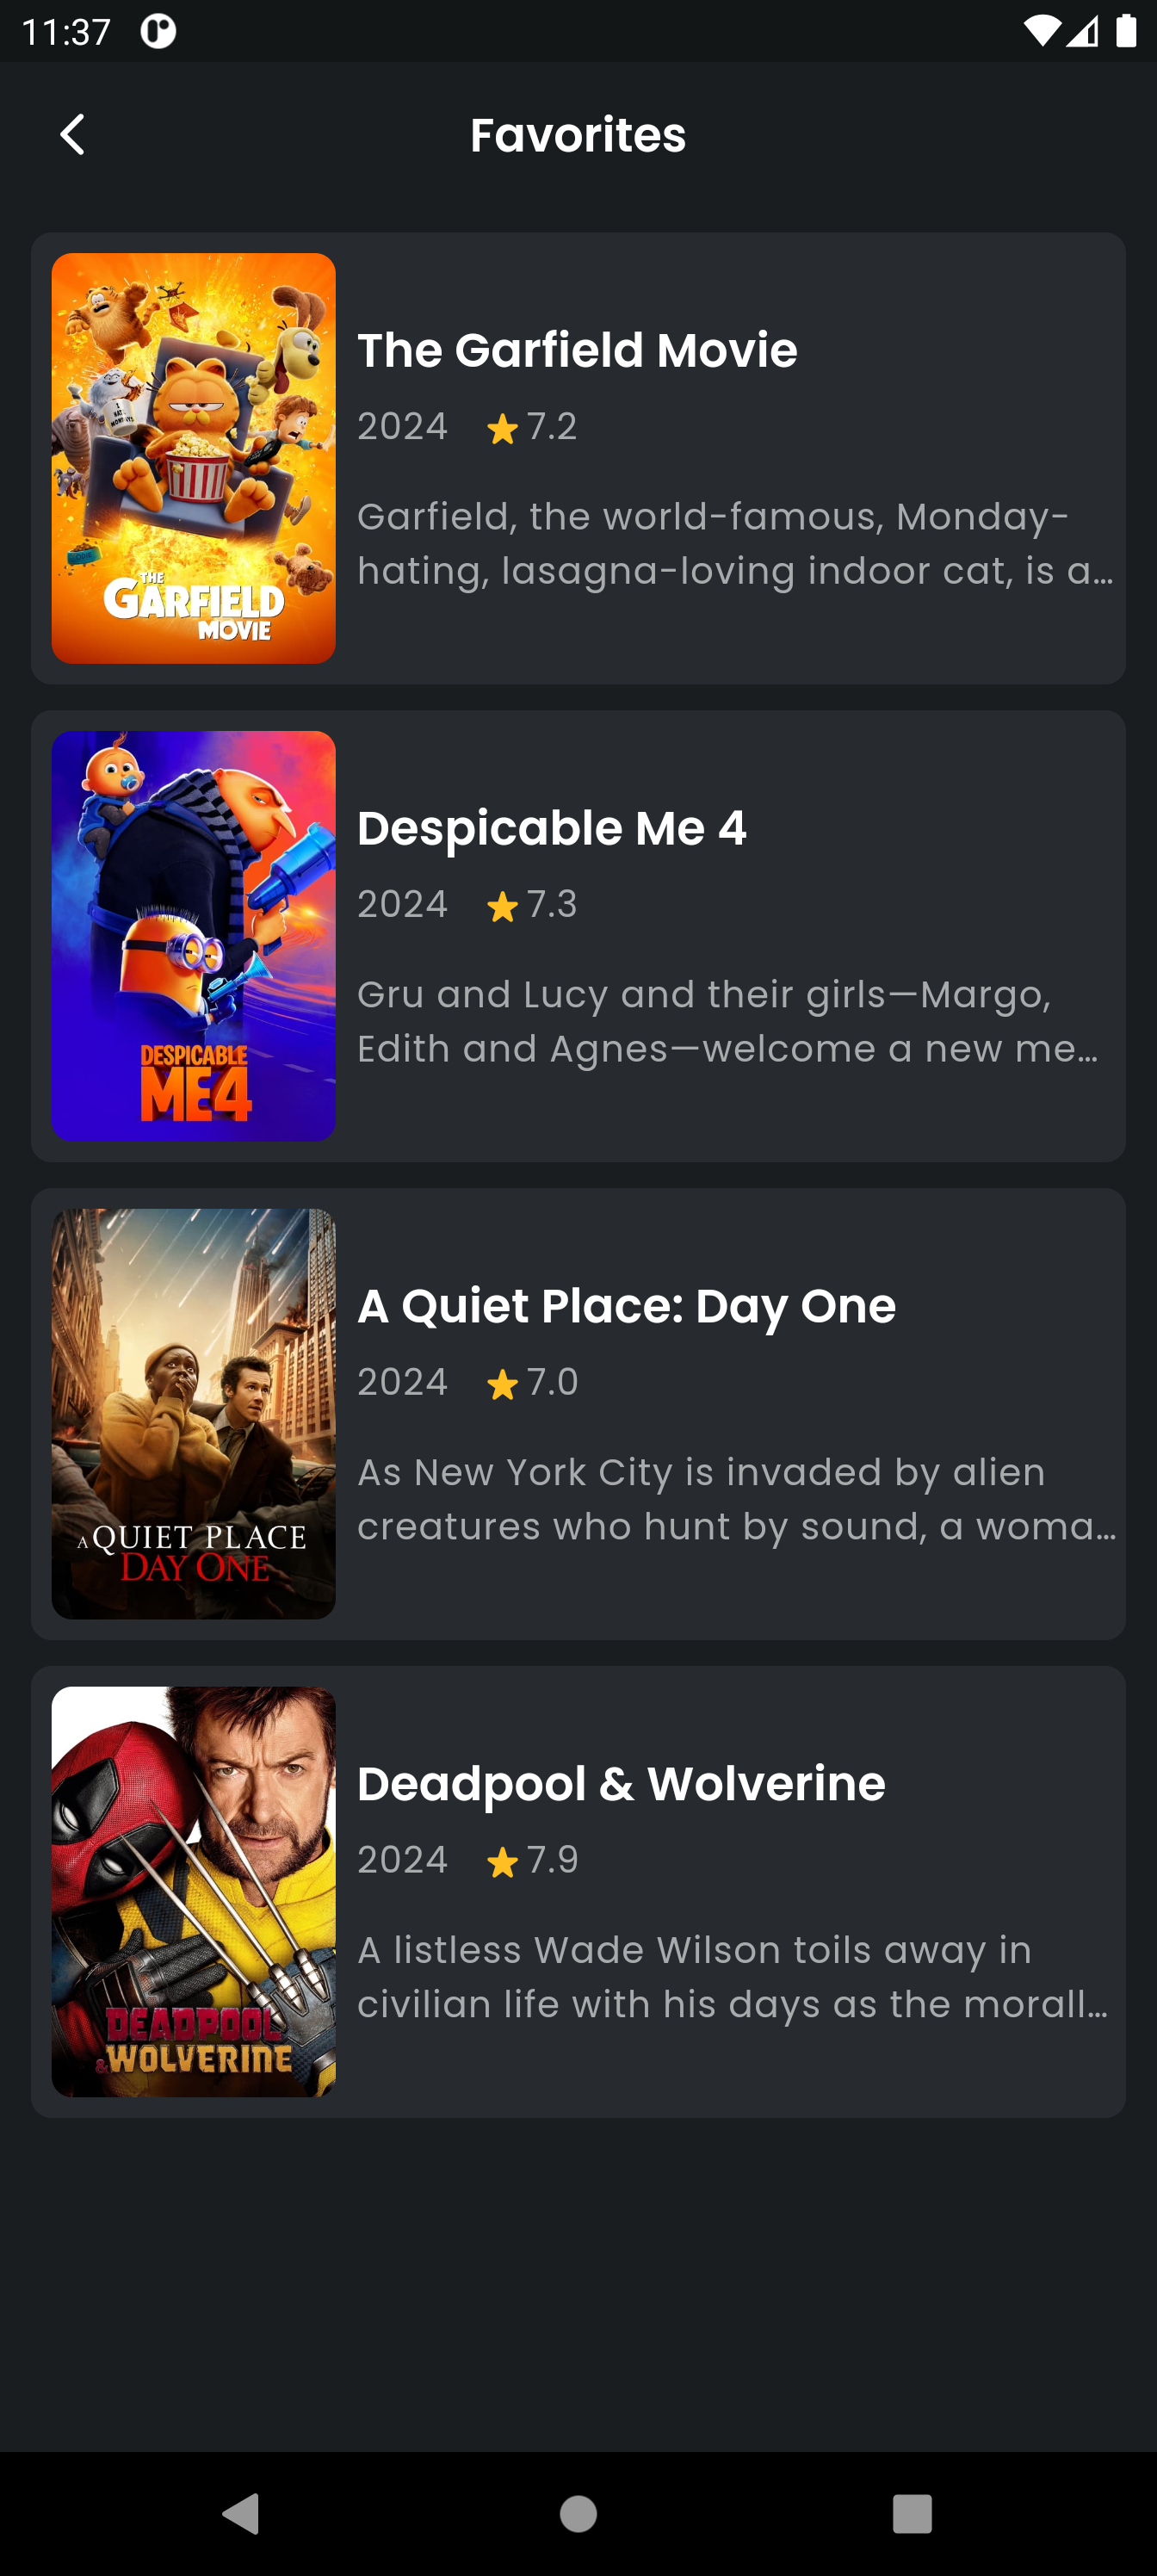 11:37
Favorites
THE
GARFIELD
MOVIE
The Garfield Movie
2024 7.2
Garfield, the world-famous, Monday-
hating, lasagna-loving indoor cat, is a…
DESPICABLE
ME4
Despicable Me 4
2024 7.3
Gru and Lucy and their girls—Margo,
Edith and Agnes—welcome a new me…
A QUIET PLACE
DAY ONE
A Quiet Place: Day One
2024 7.0
As New York City is invaded by alien
creatures who hunt by sound, a woma…
DEADPOOL
& WOLVERINE
Deadpool & Wolverine
2024 7.9
A listless Wade Wilson toils away in
civilian life with his days as the morall…